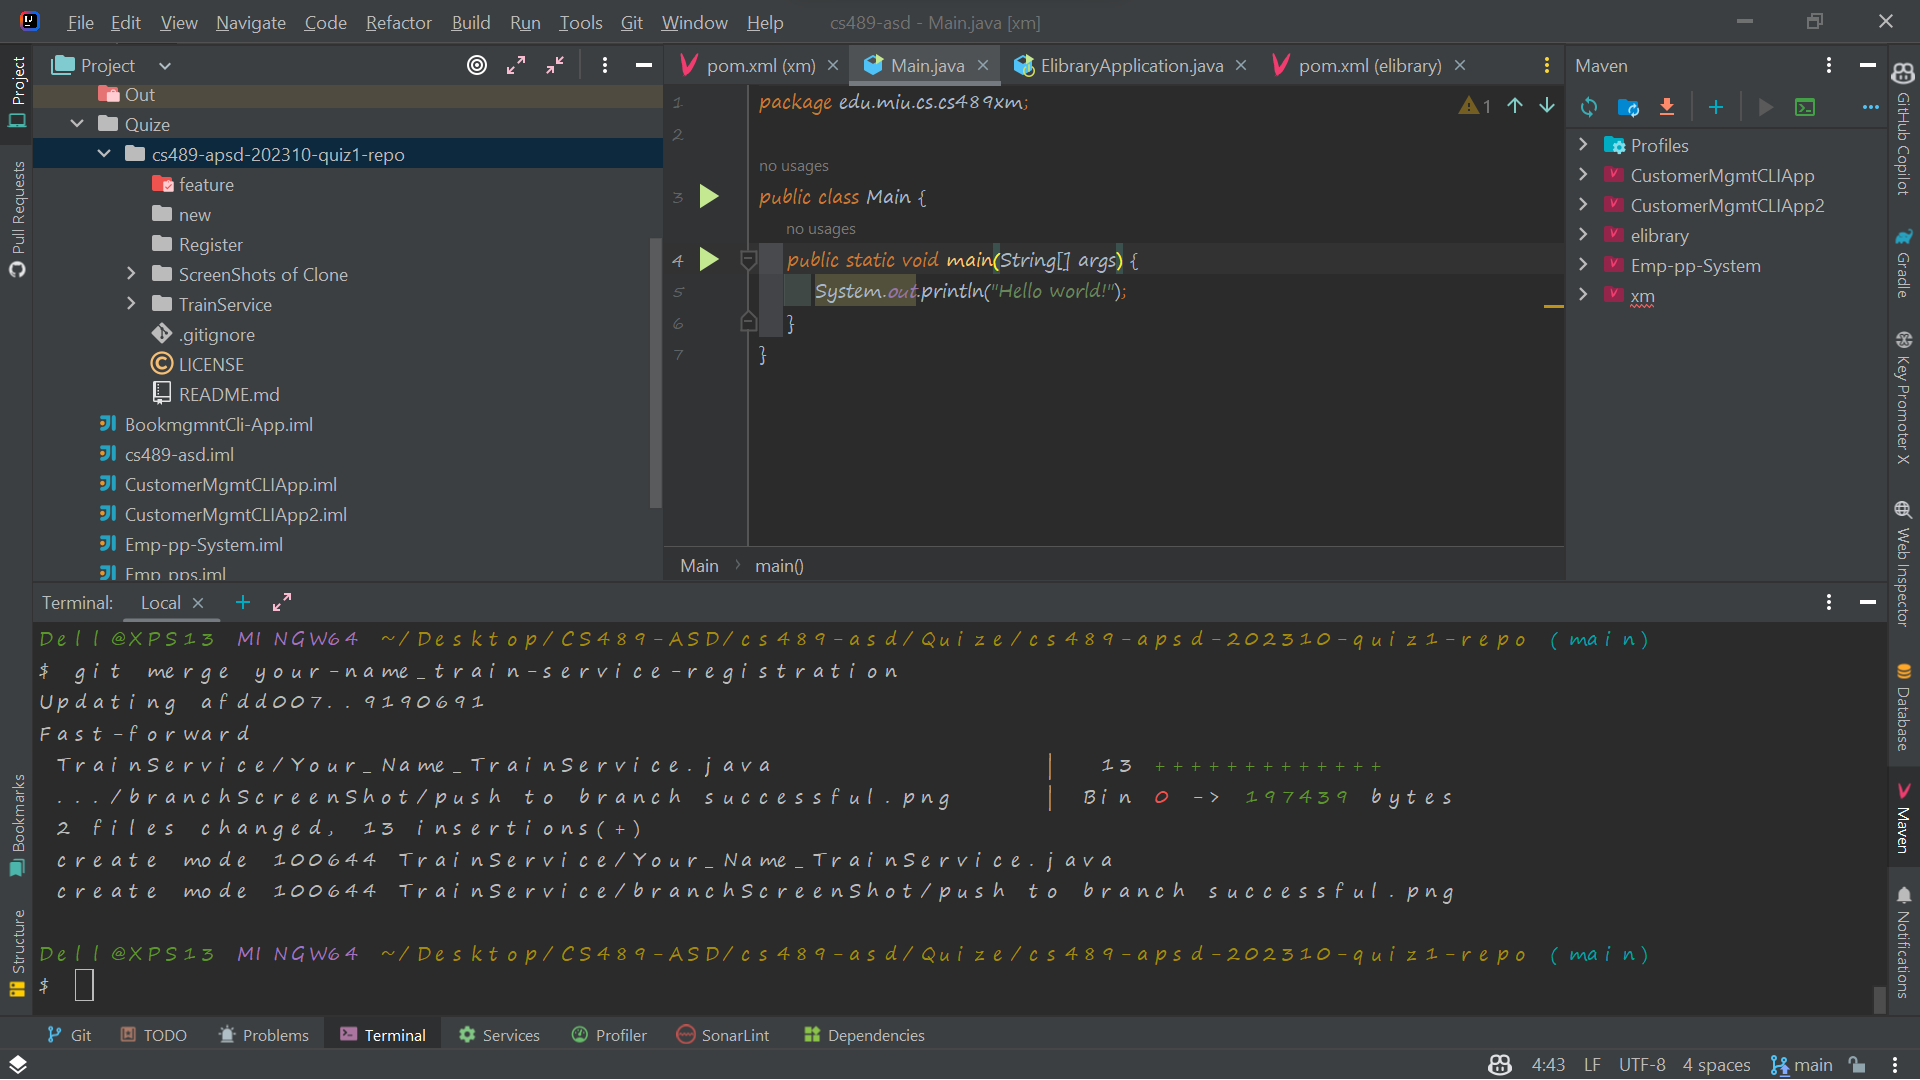 File Edit View Navigate Code Refactor Build Run Tools Git Window Help cs489-asd - Main.java [xm]
Project
Out
Quize
cs489-apsd-202310-quiz1-repo
feature
new
Register
ScreenShots of Clone
TrainService
.gitignore
LICENSE
README.md
BookmgmntCli-App.iml
cs489-asd.iml
CustomerMgmtCLIApp.iml
CustomerMgmtCLIApp2.iml
Emp-pp-System.iml
Emp_pps.iml
Project
Pull Requests
Bookmarks
Structure
pom.xml (xm) Main.java ElibraryApplication.java pom.xml (elibrary)
1 package edu.miu.cs.cs489xm;
1
2
no usages
3 public class Main {
no usages
4 public static void main(String[] args) {
5 System.out.println("Hello world!");
6 }
7 }
Main main()
Maven
Profiles
CustomerMgmtCLIApp
CustomerMgmtCLIApp2
elibrary
Emp-pp-System
xm
GitHub Copilot
Gradle
Key Promoter X
Web Inspector
Database
Maven
Notifications
Terminal: Local
Dell@XPS13 MINGW64 ~/Desktop/CS489-ASD/cs489-asd/Quize/cs489-apsd-202310-quiz1-repo (main)
$ git merge your-name_train-service-registration
Updating afdd007..9190691
Fast-forward
TrainService/Your_Name_TrainService.java | 13 +++++++++++++
.../branchScreenShot/push to branch successful.png | Bin 0 -> 197439 bytes
2 files changed, 13 insertions(+)
create mode 100644 TrainService/Your_Name_TrainService.java
create mode 100644 TrainService/branchScreenShot/push to branch successful.png
Dell@XPS13 MINGW64 ~/Desktop/CS489-ASD/cs489-asd/Quize/cs489-apsd-202310-quiz1-repo (main)
$
Git TODO Problems Terminal Services Profiler SonarLint Dependencies
4:43 LF UTF-8 4 spaces main